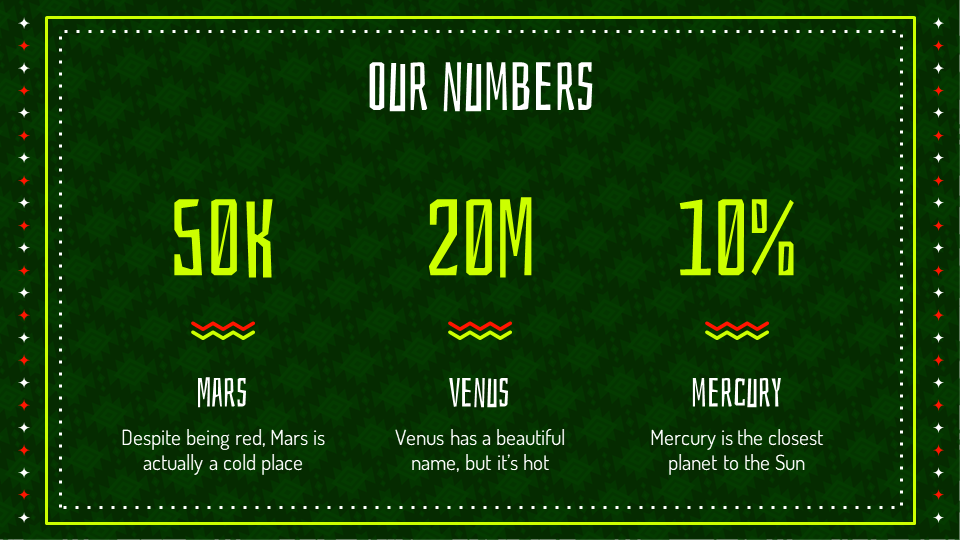 OUR NUMBERS
50K
20M
10%
MARS
Despite being red, Mars is
actually a cold place
VENUS
Venus has a beautiful
name, but it's hot
MERCURY
Mercury is the closest
planet to the Sun